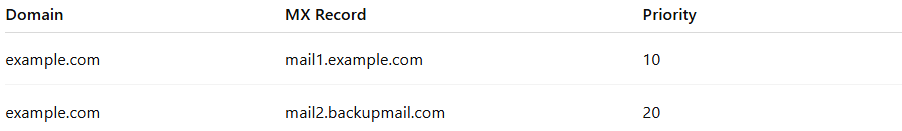 Domain MX Record Priority
example.com mail1.example.com 10
example.com mail2.backupmail.com 20